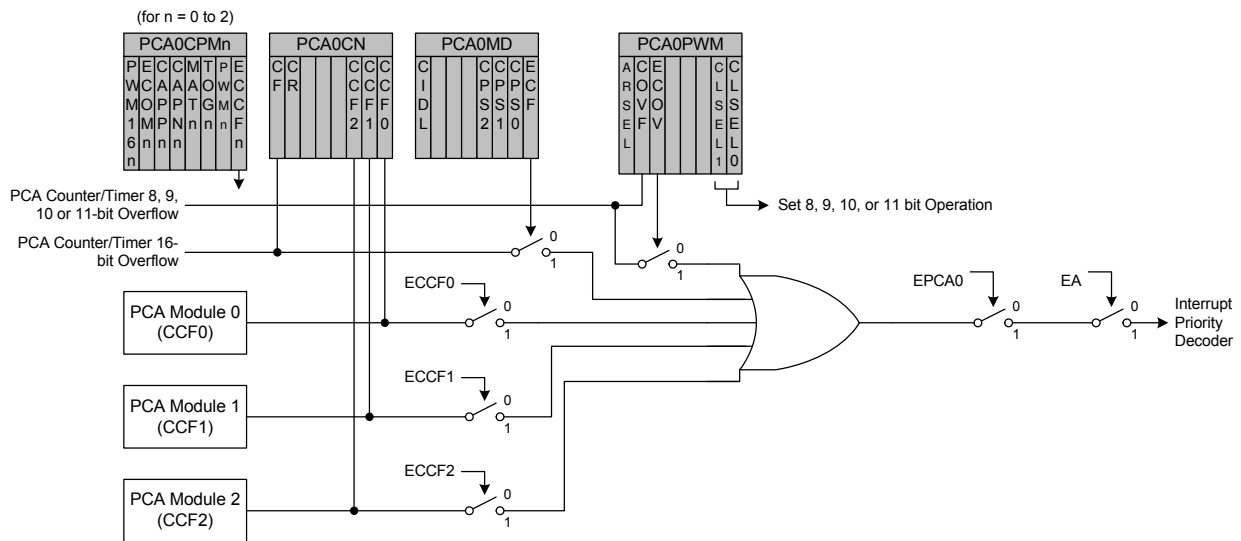 (for n = 0 to 2)
PCA0CPMn
PWM16n
ECOMn
CAPPn
CAPNn
MATn
TOGn
PWMn
ECCFn
PCA0CN
CF
CR
CCF2
CCF1
CCF0
PCA0MD
CIDL
CPS2
CPS1
CPS0
ECF
PCA0PWM
ARSEL
COVF
ECOV
CLSEL1
CLSEL0
PCA Counter/Timer 8, 9,
10 or 11-bit Overflow
Set 8, 9, 10, or 11 bit Operation
PCA Counter/Timer 16-
bit Overflow
0
1
0
1
PCA Module 0
(CCF0)
ECCF0
0
1
EPCA0
0
1
EA
0
1
Interrupt
Priority
Decoder
PCA Module 1
(CCF1)
ECCF1
0
1
PCA Module 2
(CCF2)
ECCF2
0
1